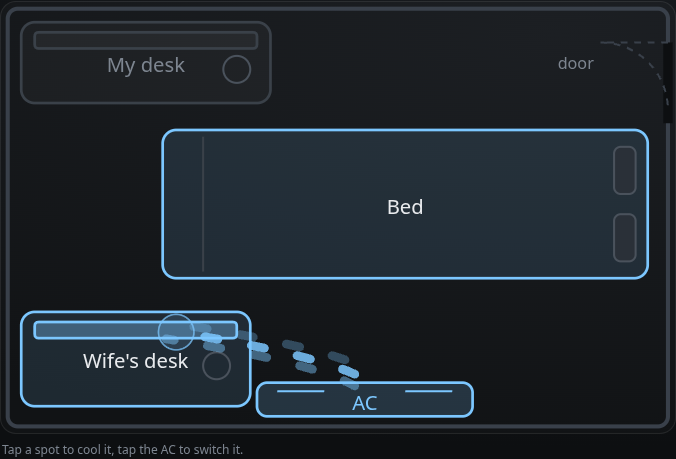 My desk
door
Bed
Wife's desk
AC
Tap a spot to cool it, tap the AC to switch it.